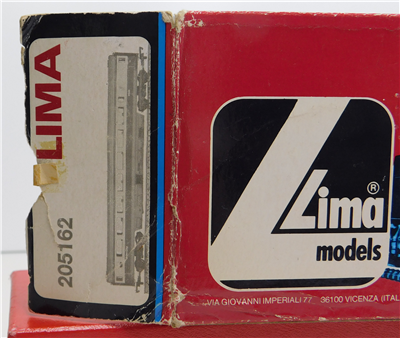 LIMA
205162
Lima®
models
VIA GIOVANNI IMPERIALI 77 36100 VICENZA (ITAL